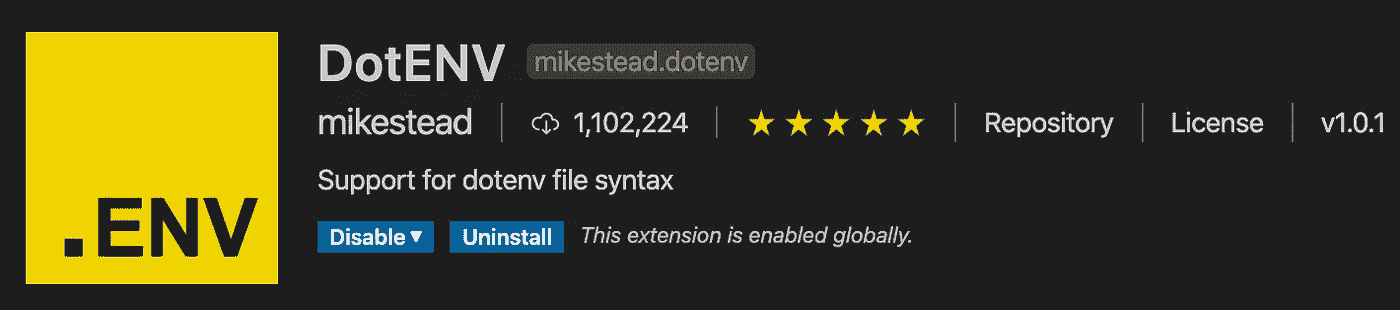 .ENV
DotENV mikestead.dotenv
mikestead 1,102,224 Repository License v1.0.1
Support for dotenv file syntax
Disable Uninstall This extension is enabled globally.